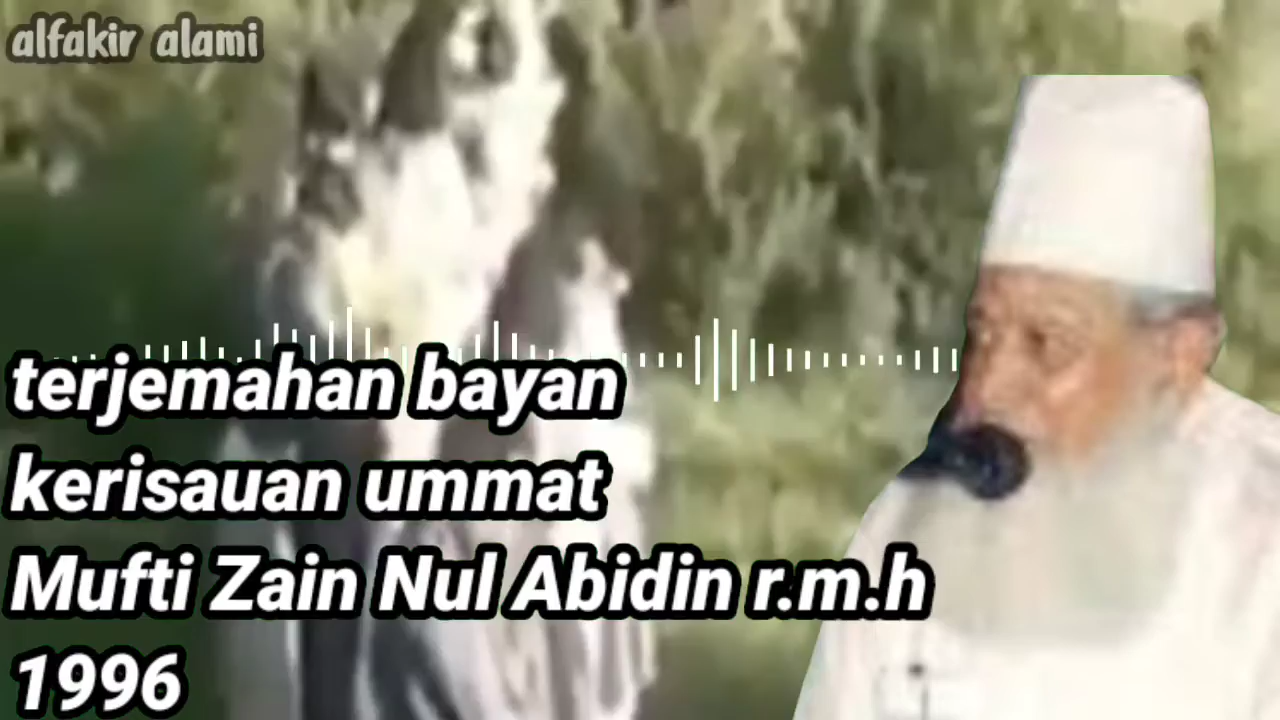 alfakir alami
terjemahan bayan
kerisauan ummat
Mufti Zain Nul Abidin r.m.h
1996